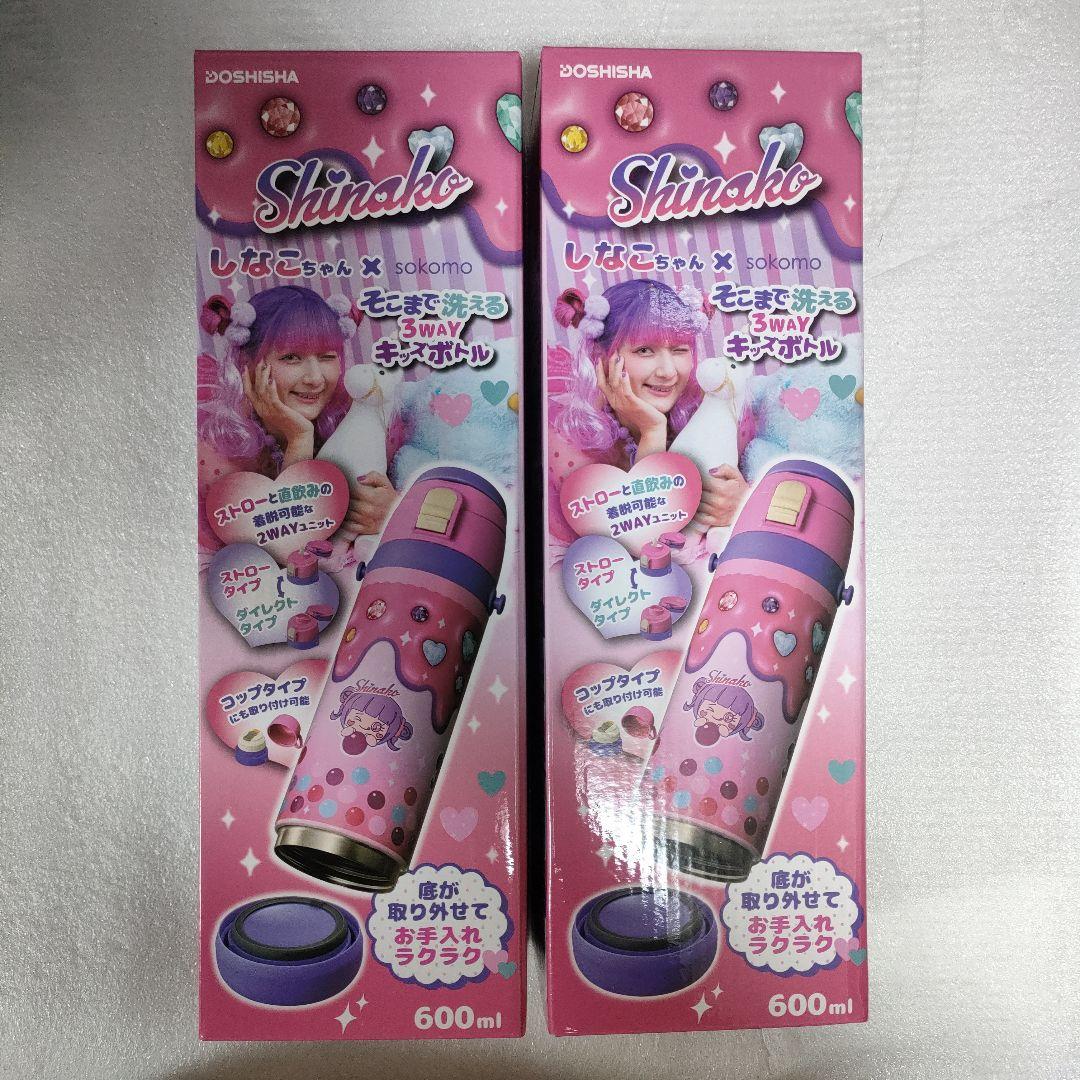 DOSHISHA
Shinako
しなこちゃん × sokomo
そこまで洗える
3WAY
キッズボトル
ストローと直飲みの
着脱可能な
2WAYユニット
ストロー
タイプ
ダイレクト
タイプ
コップタイプ
にも取り付け可能
Shinako
底が
取り外せて
お手入れ
ラクラク
600ml
DOSHISHA
Shinako
しなこちゃん × sokomo
そこまで洗える
3WAY
キッズボトル
ストローと直飲みの
着脱可能な
2WAYユニット
ストロー
タイプ
ダイレクト
タイプ
コップタイプ
にも取り付け可能
Shinako
底が
取り外せて
お手入れ
ラクラク
600ml